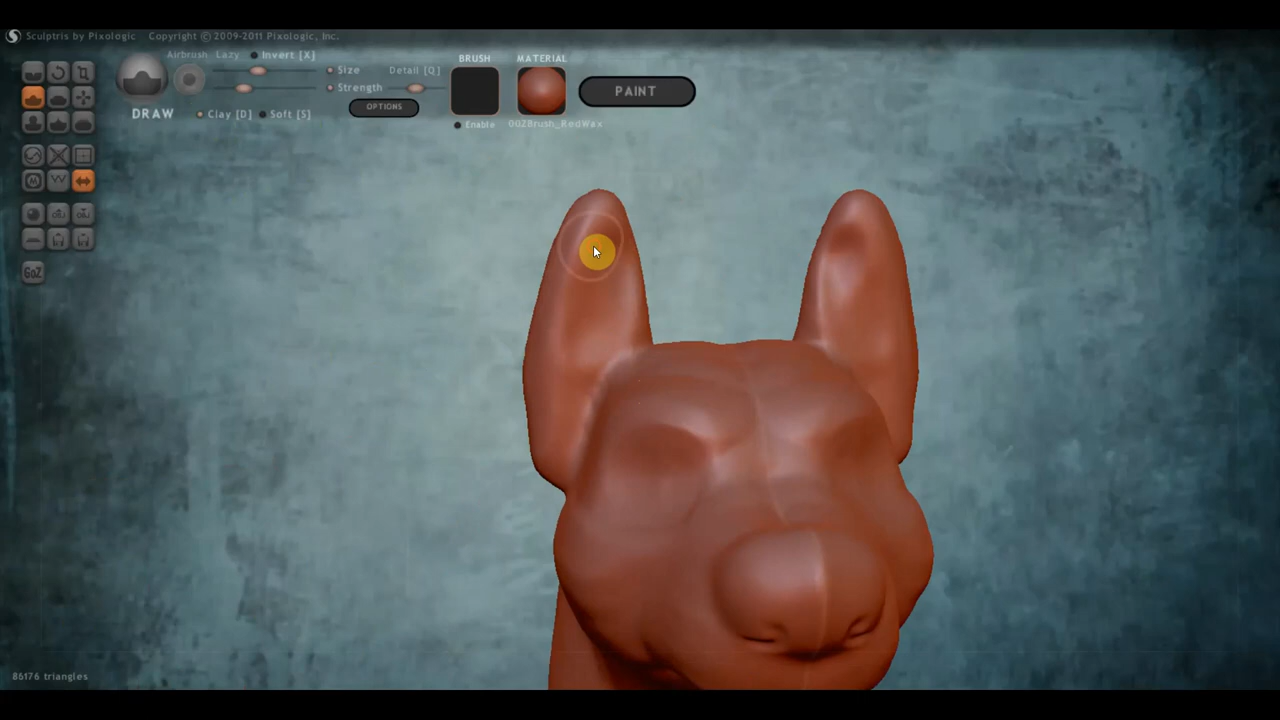 Sculptris by Pixologic Copyright © 2009-2011 Pixologic, Inc.
Airbrush Lazy Invert [X]
BRUSH MATERIAL
Size Detail [Q]
Strength
PAINT
OPTIONS
DRAW Clay [D] Soft [S]
Enable 00ZBrush_RedWax
GoZ
86176 triangles